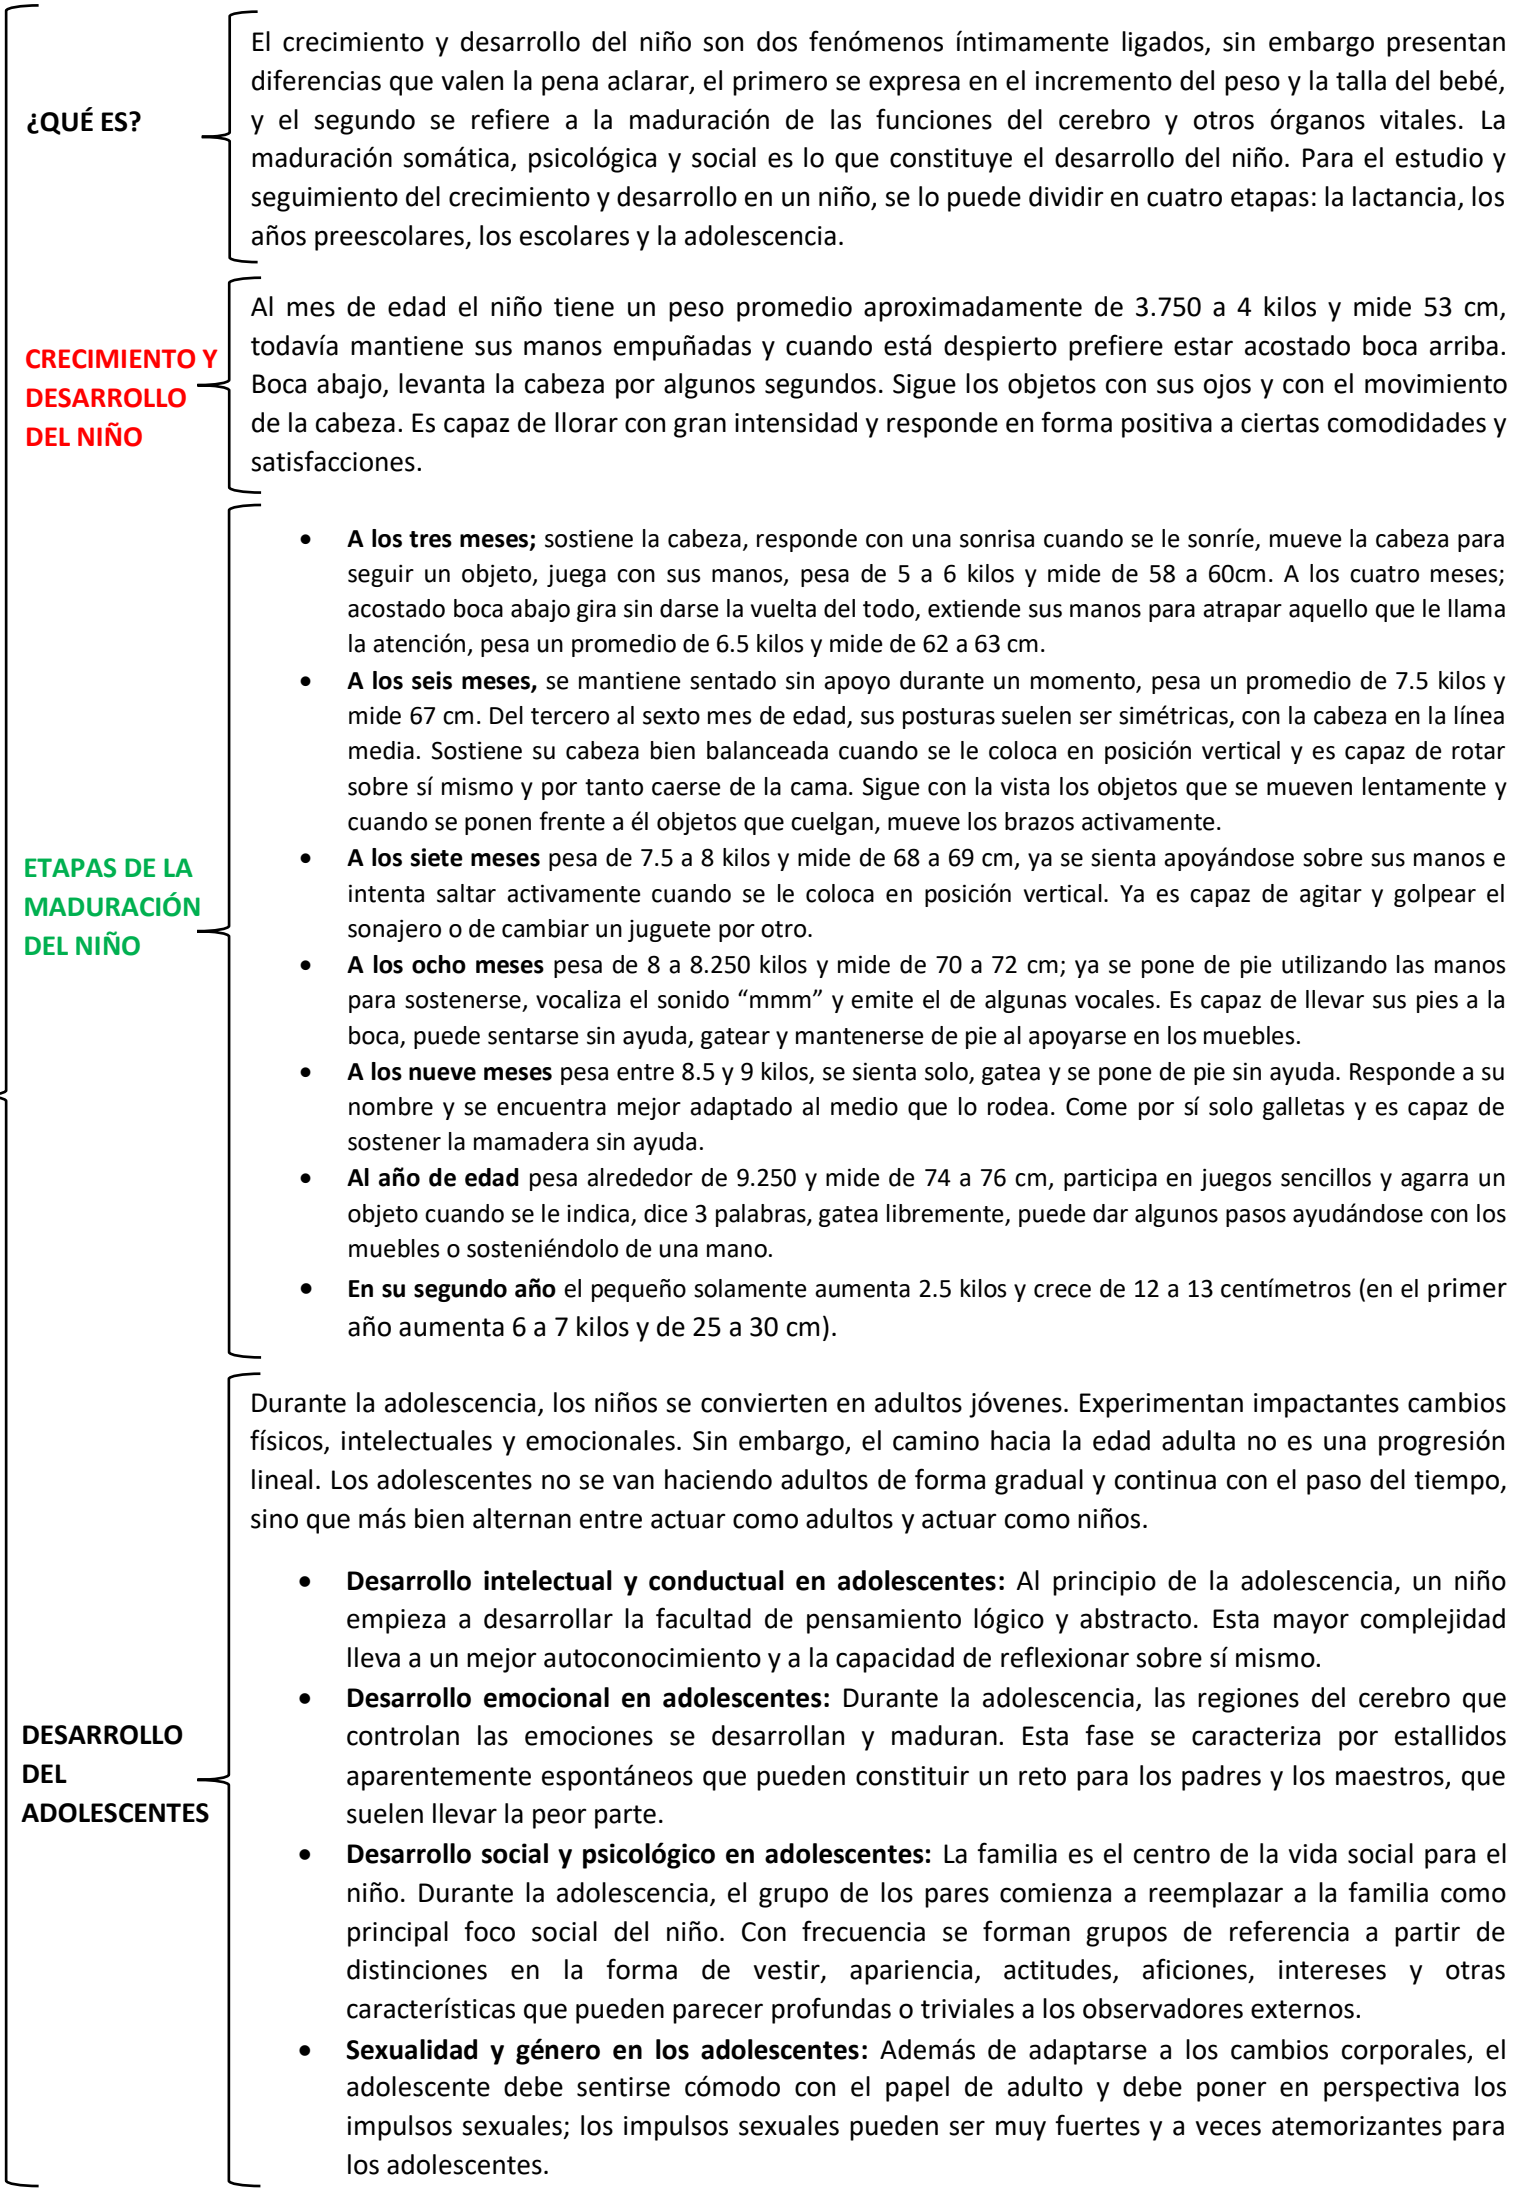 ¿QUÉ ES?
El crecimiento y desarrollo del niño son dos fenómenos íntimamente ligados, sin embargo presentan
diferencias que valen la pena aclarar, el primero se expresa en el incremento del peso y la talla del bebé,
y el segundo se refiere a la maduración de las funciones del cerebro y otros órganos vitales. La
maduración somática, psicológica y social es lo que constituye el desarrollo del niño. Para el estudio y
seguimiento del crecimiento y desarrollo en un niño, se lo puede dividir en cuatro etapas: la lactancia, los
años preescolares, los escolares y la adolescencia.
CRECIMIENTO Y
DESARROLLO
DEL NIÑO
Al mes de edad el niño tiene un peso promedio aproximadamente de 3.750 a 4 kilos y mide 53 cm,
todavía mantiene sus manos empuñadas y cuando está despierto prefiere estar acostado boca arriba.
Boca abajo, levanta la cabeza por algunos segundos. Sigue los objetos con sus ojos y con el movimiento
de la cabeza. Es capaz de llorar con gran intensidad y responde en forma positiva a ciertas comodidades y
satisfacciones.
ETAPAS DE LA
MADURACIÓN
DEL NIÑO
• A los tres meses; sostiene la cabeza, responde con una sonrisa cuando se le sonríe, mueve la cabeza para
seguir un objeto, juega con sus manos, pesa de 5 a 6 kilos y mide de 58 a 60cm. A los cuatro meses;
acostado boca abajo gira sin darse la vuelta del todo, extiende sus manos para atrapar aquello que le llama
la atención, pesa un promedio de 6.5 kilos y mide de 62 a 63 cm.
• A los seis meses, se mantiene sentado sin apoyo durante un momento, pesa un promedio de 7.5 kilos y
mide 67 cm. Del tercero al sexto mes de edad, sus posturas suelen ser simétricas, con la cabeza en la línea
media. Sostiene su cabeza bien balanceada cuando se le coloca en posición vertical y es capaz de rotar
sobre sí mismo y por tanto caerse de la cama. Sigue con la vista los objetos que se mueven lentamente y
cuando se ponen frente a él objetos que cuelgan, mueve los brazos activamente.
• A los siete meses pesa de 7.5 a 8 kilos y mide de 68 a 69 cm, ya se sienta apoyándose sobre sus manos e
intenta saltar activamente cuando se le coloca en posición vertical. Ya es capaz de agitar y golpear el
sonajero o de cambiar un juguete por otro.
• A los ocho meses pesa de 8 a 8.250 kilos y mide de 70 a 72 cm; ya se pone de pie utilizando las manos
para sostenerse, vocaliza el sonido “mmm” y emite el de algunas vocales. Es capaz de llevar sus pies a la
boca, puede sentarse sin ayuda, gatear y mantenerse de pie al apoyarse en los muebles.
• A los nueve meses pesa entre 8.5 y 9 kilos, se sienta solo, gatea y se pone de pie sin ayuda. Responde a su
nombre y se encuentra mejor adaptado al medio que lo rodea. Come por sí solo galletas y es capaz de
sostener la mamadera sin ayuda.
• Al año de edad pesa alrededor de 9.250 y mide de 74 a 76 cm, participa en juegos sencillos y agarra un
objeto cuando se le indica, dice 3 palabras, gatea libremente, puede dar algunos pasos ayudándose con los
muebles o sosteniéndolo de una mano.
• En su segundo año el pequeño solamente aumenta 2.5 kilos y crece de 12 a 13 centímetros (en el primer
año aumenta 6 a 7 kilos y de 25 a 30 cm).
DESARROLLO
DEL
ADOLESCENTES
Durante la adolescencia, los niños se convierten en adultos jóvenes. Experimentan impactantes cambios
físicos, intelectuales y emocionales. Sin embargo, el camino hacia la edad adulta no es una progresión
lineal. Los adolescentes no se van haciendo adultos de forma gradual y continua con el paso del tiempo,
sino que más bien alternan entre actuar como adultos y actuar como niños.
• Desarrollo intelectual y conductual en adolescentes: Al principio de la adolescencia, un niño
empieza a desarrollar la facultad de pensamiento lógico y abstracto. Esta mayor complejidad
lleva a un mejor autoconocimiento y a la capacidad de reflexionar sobre sí mismo.
• Desarrollo emocional en adolescentes: Durante la adolescencia, las regiones del cerebro que
controlan las emociones se desarrollan y maduran. Esta fase se caracteriza por estallidos
aparentemente espontáneos que pueden constituir un reto para los padres y los maestros, que
suelen llevar la peor parte.
• Desarrollo social y psicológico en adolescentes: La familia es el centro de la vida social para el
niño. Durante la adolescencia, el grupo de los pares comienza a reemplazar a la familia como
principal foco social del niño. Con frecuencia se forman grupos de referencia a partir de
distinciones en la forma de vestir, apariencia, actitudes, aficiones, intereses y otras
características que pueden parecer profundas o triviales a los observadores externos.
• Sexualidad y género en los adolescentes: Además de adaptarse a los cambios corporales, el
adolescente debe sentirse cómodo con el papel de adulto y debe poner en perspectiva los
impulsos sexuales; los impulsos sexuales pueden ser muy fuertes y a veces atemorizantes para
los adolescentes.